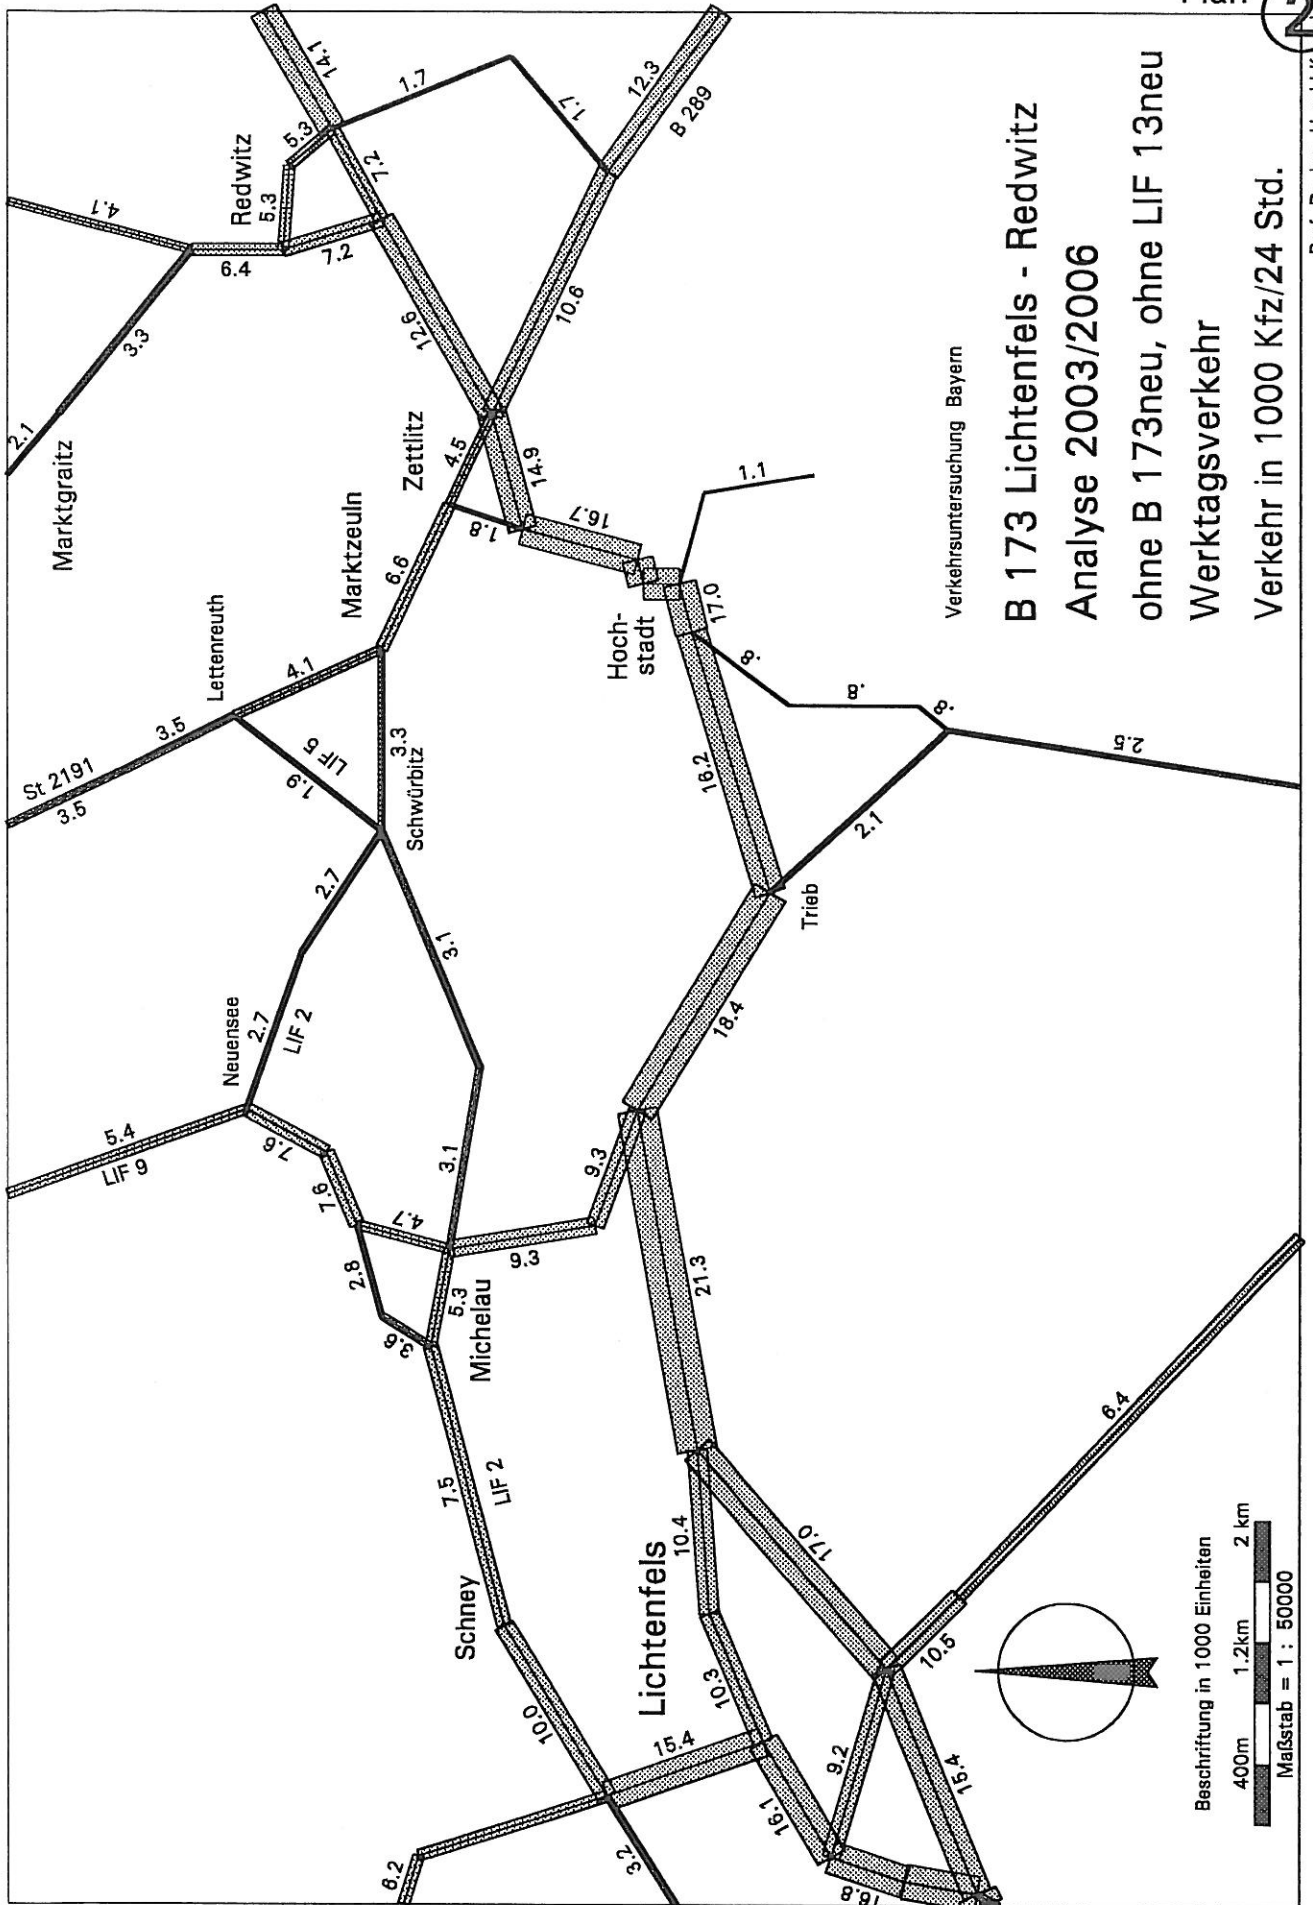 Plan
2
14.1
1.7
1.7
12.3
B 289
5.3
Redwitz
5.3
7.2
7.2
4.1
6.4
3.3
2.1
Marktgraitz
12.6
10.6
Zettlitz
4.5
14.9
1.8
16.7
1.1
Marktzeuln
6.6
Lettenreuth
4.1
3.5
St 2191
3.5
LIF 5
1.9
3.3
Schwürbitz
Hoch-
stadt
17.0
.8
.8
.8
2.5
2.1
16.2
Trieb
2.7
3.1
Neuensee
2.7
LIF 2
18.4
5.4
LIF 9
7.6
7.6
4.7
3.1
9.3
9.3
2.8
5.3
3.6
Michelau
21.3
7.5
LIF 2
Schney
10.0
Lichtenfels
10.4
17.0
6.4
10.3
10.5
15.4
9.2
16.1
15.4
16.8
3.2
6.2
Verkehrsuntersuchung Bayern
B 173 Lichtenfels - Redwitz
Analyse 2003/2006
ohne B 173neu, ohne LIF 13neu
Werktagsverkehr
Verkehr in 1000 Kfz/24 Std.
Beschriftung in 1000 Einheiten
400m 1.2km 2 km
Maßstab = 1 : 50000